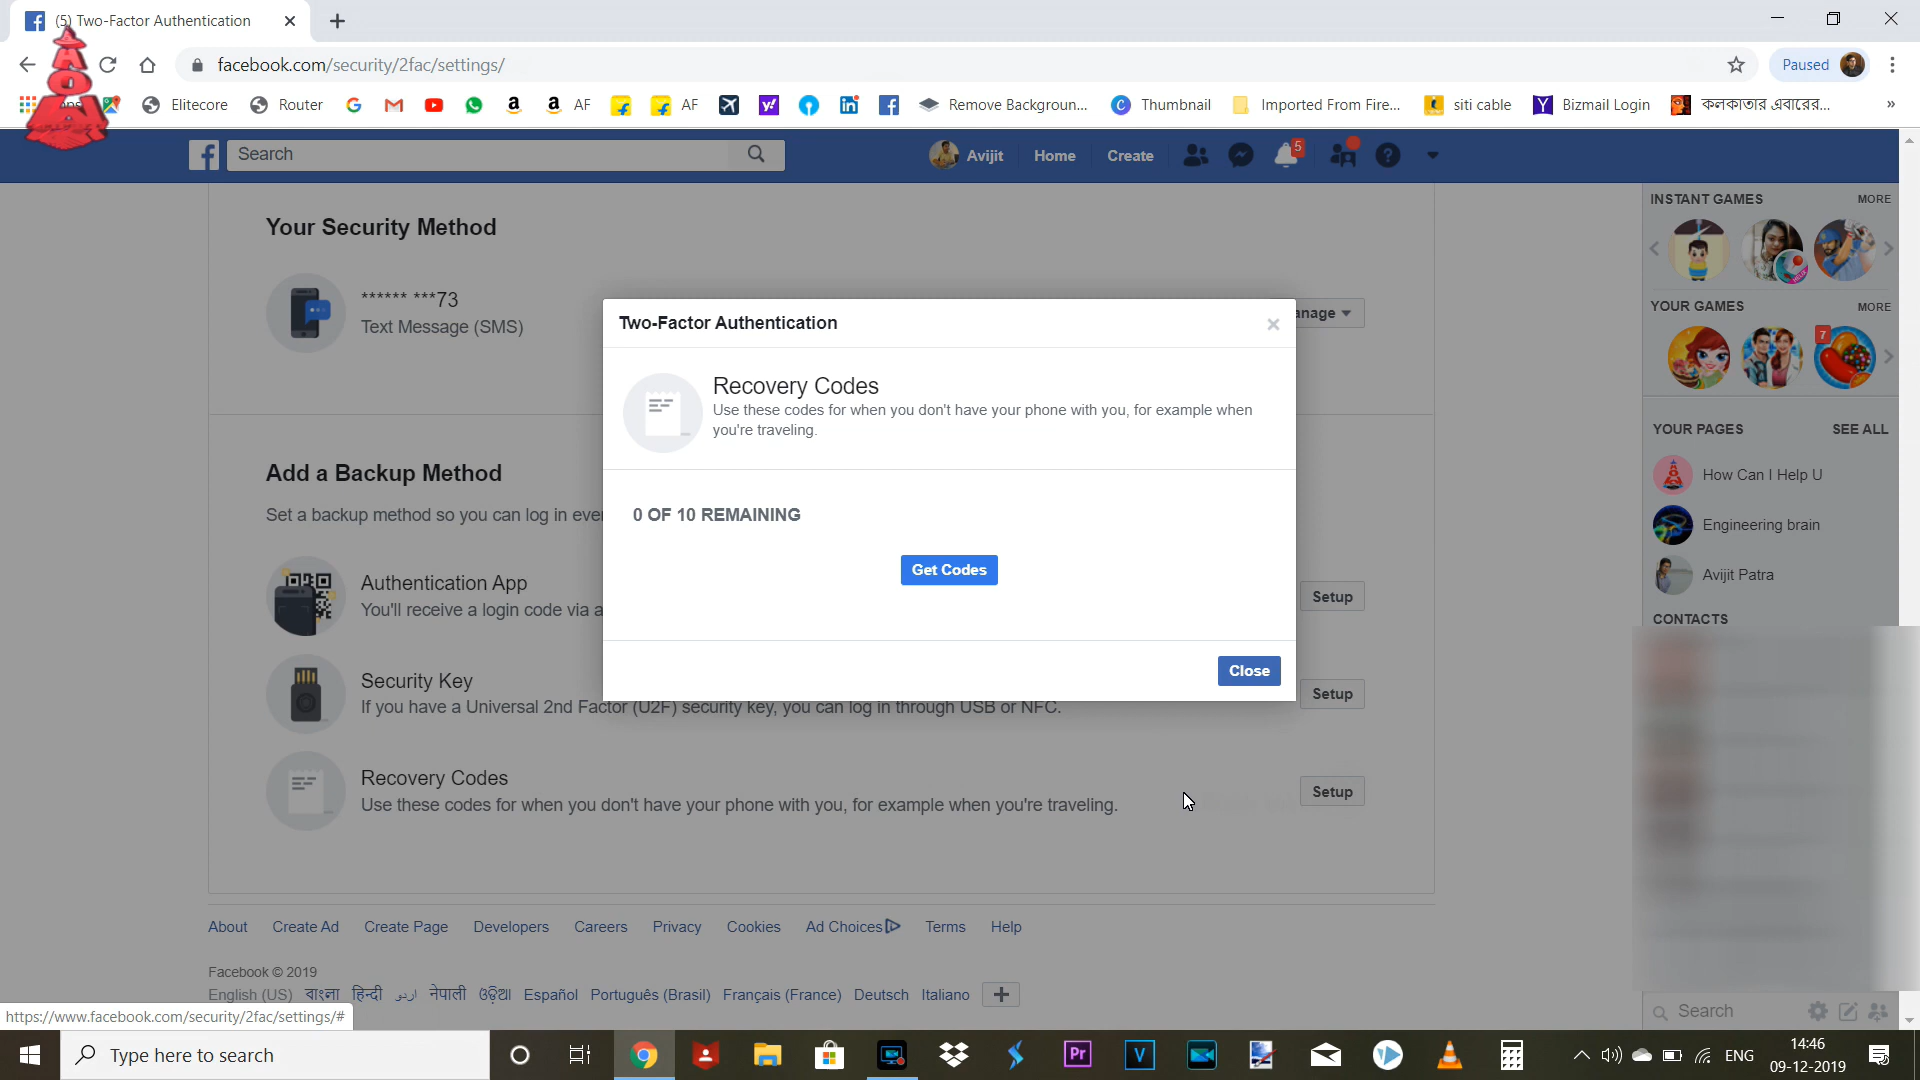 (5) Two-Factor Authentication
facebook.com/security/2fac/settings/
Paused
Elitecore
Router
AF
AF
Remove Backgroun...
Thumbnail
Imported From Fire...
siti cable
Bizmail Login
কলকাতার এবারের...
»
Search
Avijit
Home
Create
5
Your Security Method
****** ***73
Text Message (SMS)
anage
Two-Factor Authentication
Recovery Codes
Use these codes for when you don't have your phone with you, for example when
you're traveling.
0 OF 10 REMAINING
Get Codes
Close
Add a Backup Method
Set a backup method so you can log in eve
Authentication App
You'll receive a login code via a
Setup
Security Key
If you have a Universal 2nd Factor (U2F) security key, you can log in through USB or NFC.
Setup
Recovery Codes
Use these codes for when you don't have your phone with you, for example when you're traveling.
Setup
INSTANT GAMES
MORE
YOUR GAMES
MORE
7
YOUR PAGES
SEE ALL
How Can I Help U
Engineering brain
Avijit Patra
CONTACTS
Search
About
Create Ad
Create Page
Developers
Careers
Privacy
Cookies
Ad Choices
Terms
Help
Facebook © 2019
English (US) বাংলা हिन्दी اردو नेपाली ଓଡ଼ିଆ Español Português (Brasil) Français (France) Deutsch Italiano
https://www.facebook.com/security/2fac/settings/#
Type here to search
ENG
14:46
09-12-2019